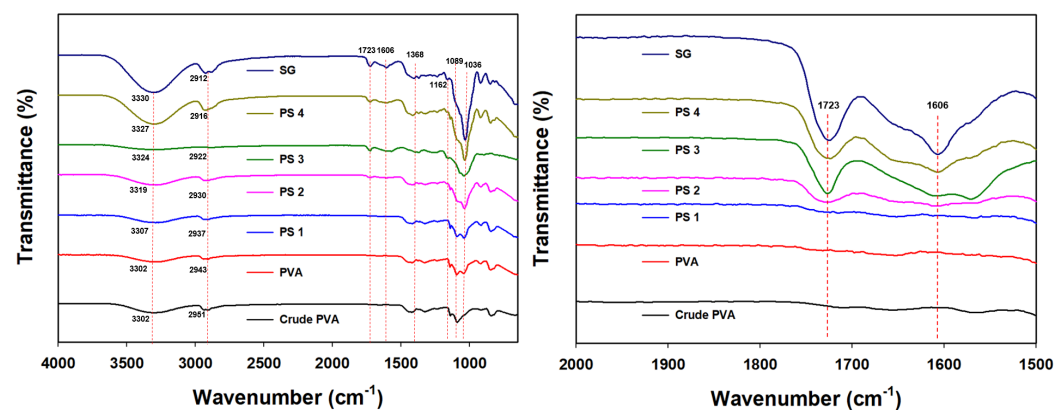 Transmittance (%)
1723 1606 1368 1089 1036
1162
SG
2912
3330
PS 4
2916
3327
PS 3
3324 2922
PS 2
3319 2930
PS 1
3307 2937
PVA
3302 2943
Crude PVA
3302 2951
4000 3500 3000 2500 2000 1500 1000
Wavenumber (cm⁻¹)
Transmittance (%)
SG
1723 1606
PS 4
PS 3
PS 2
PS 1
PVA
Crude PVA
2000 1900 1800 1700 1600 1500
Wavenumber (cm⁻¹)